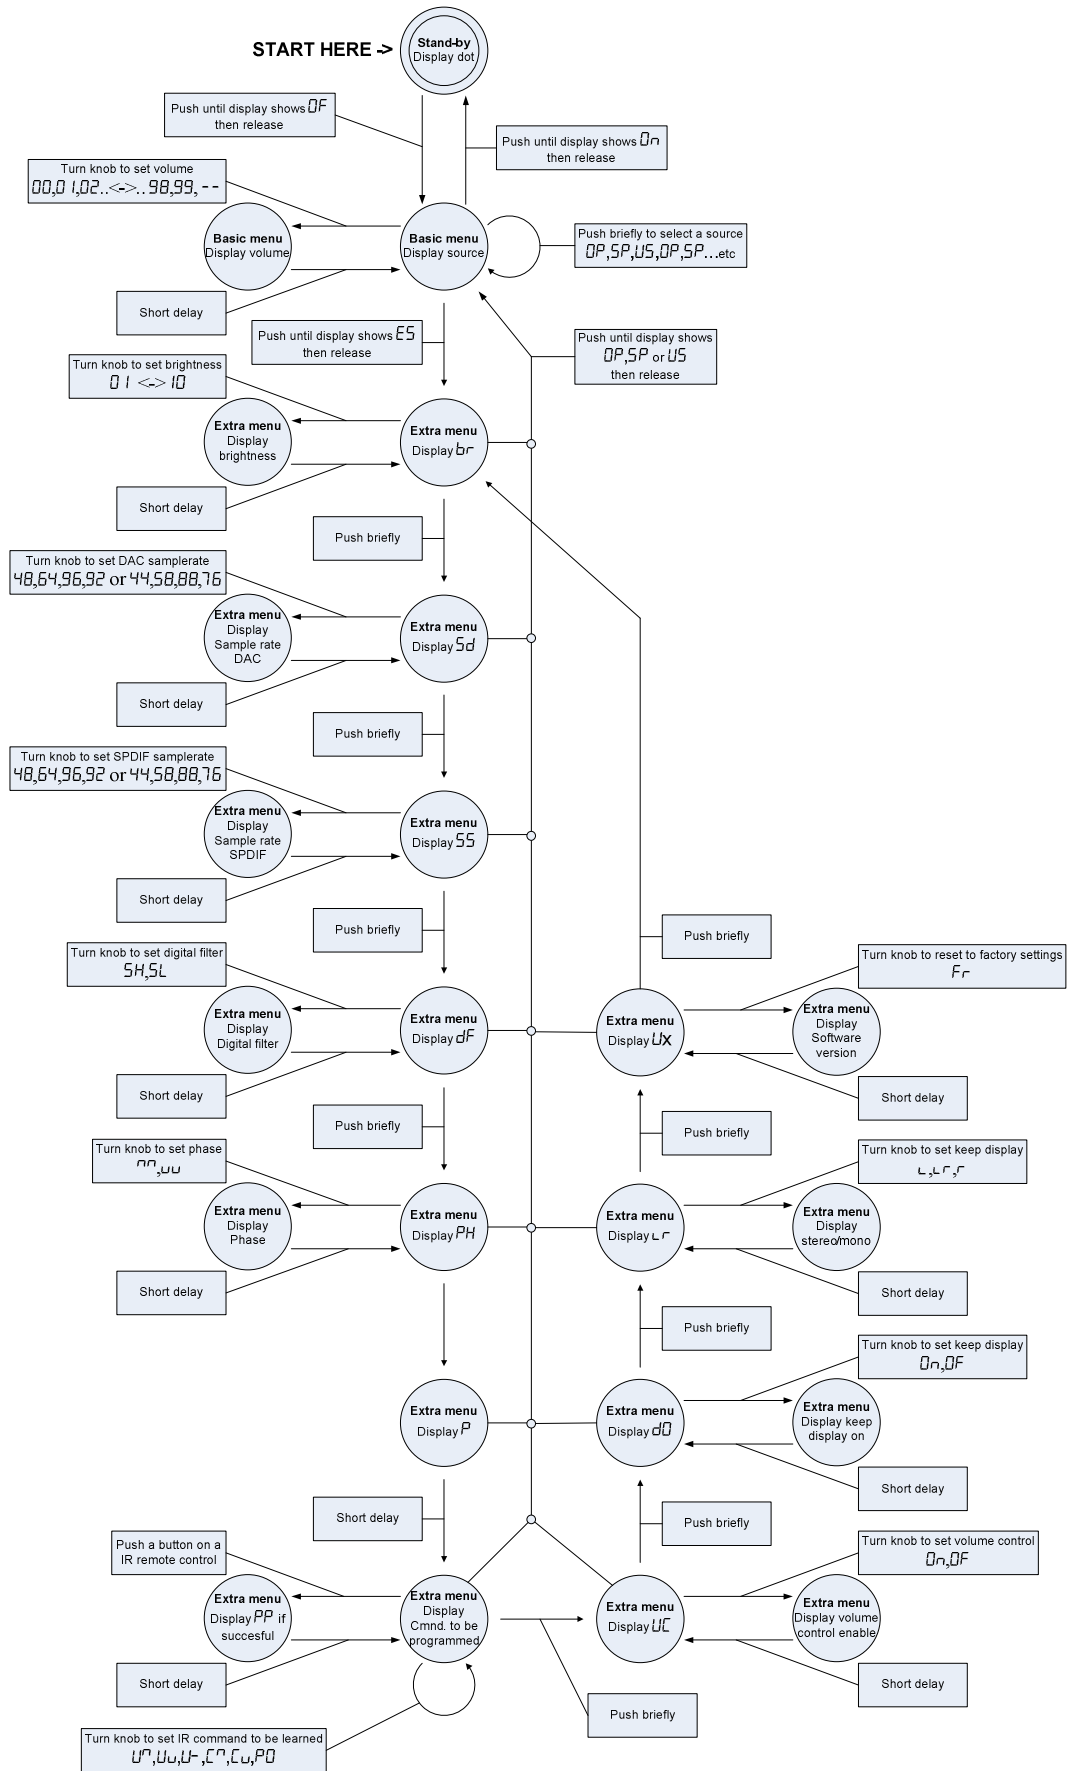 START HERE ->
Stand-by
Display dot
Push until display shows OF
then release
Push until display shows On
then release
Turn knob to set volume
00,01,02..<->..98,99,--
Basic menu
Display volume
Basic menu
Display source
Push briefly to select a source
OP,SP,US,OP,SP...etc
Short delay
Push until display shows ES
then release
Push until display shows
OP,SP or US
then release
Turn knob to set brightness
01 <-> 10
Extra menu
Display
brightness
Extra menu
Display br
Short delay
Push briefly
Turn knob to set DAC samplerate
48,64,96,92 or 44,58,88,76
Extra menu
Display
Sample rate
DAC
Extra menu
Display Sd
Short delay
Push briefly
Turn knob to set SPDIF samplerate
48,64,96,92 or 44,58,88,76
Extra menu
Display
Sample rate
SPDIF
Extra menu
Display SS
Short delay
Push briefly
Push briefly
Turn knob to set digital filter
SH,SL
Turn knob to reset to factory settings
Fr
Extra menu
Display
Digital filter
Extra menu
Display dF
Extra menu
Display Ux
Extra menu
Display
Software
version
Short delay
Push briefly
Push briefly
Short delay
Turn knob to set phase
Turn knob to set keep display
Extra menu
Display
Phase
Extra menu
Display PH
Extra menu
Display Lr
Extra menu
Display
stereo/mono
Short delay
Push briefly
Short delay
Turn knob to set keep display
On,OF
Extra menu
Display P
Extra menu
Display dO
Extra menu
Display keep
display on
Short delay
Push briefly
Short delay
Push a button on a
IR remote control
Turn knob to set volume control
On,OF
Extra menu
Display PP if
succesful
Extra menu
Display
Cmnd. to be
programmed
Extra menu
Display UC
Extra menu
Display volume
control enable
Short delay
Push briefly
Short delay
Turn knob to set IR command to be learned